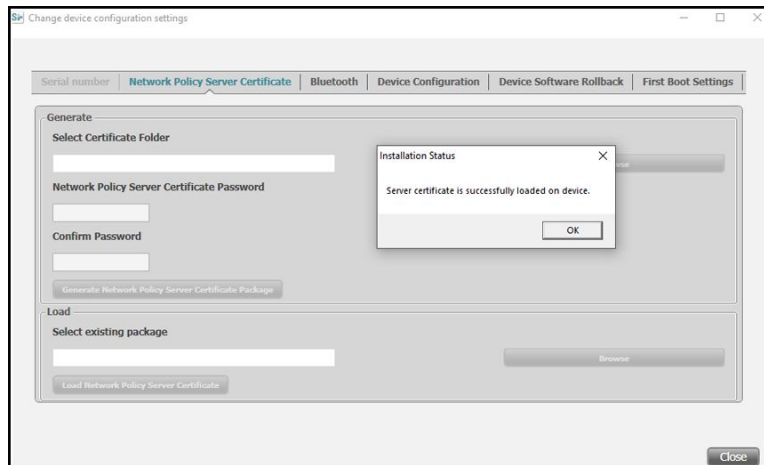 Change device configuration settings
Serial number
Network Policy Server Certificate
Bluetooth
Device Configuration
Device Software Rollback
First Boot Settings
Generate
Select Certificate Folder
Network Policy Server Certificate Password
Confirm Password
Generate Network Policy Server Certificate Package
Installation Status
Server certificate is successfully loaded on device.
OK
Load
Select existing package
Browse
Load Network Policy Server Certificate
Close